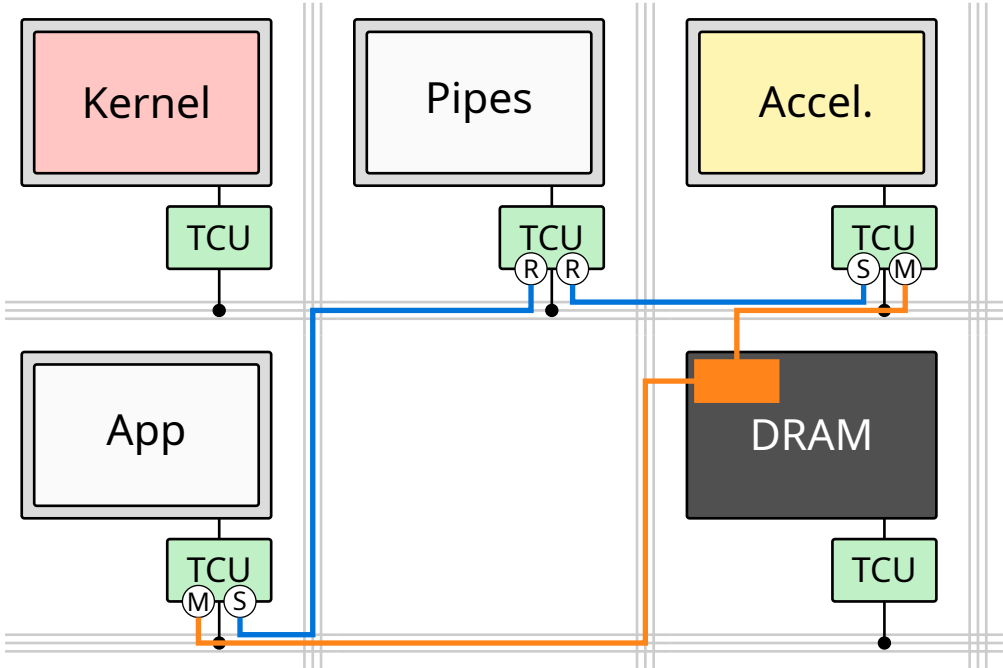 Kernel
Pipes
Accel.
TCU
TCU
TCU
R
R
S
M
App
DRAM
TCU
TCU
M
S